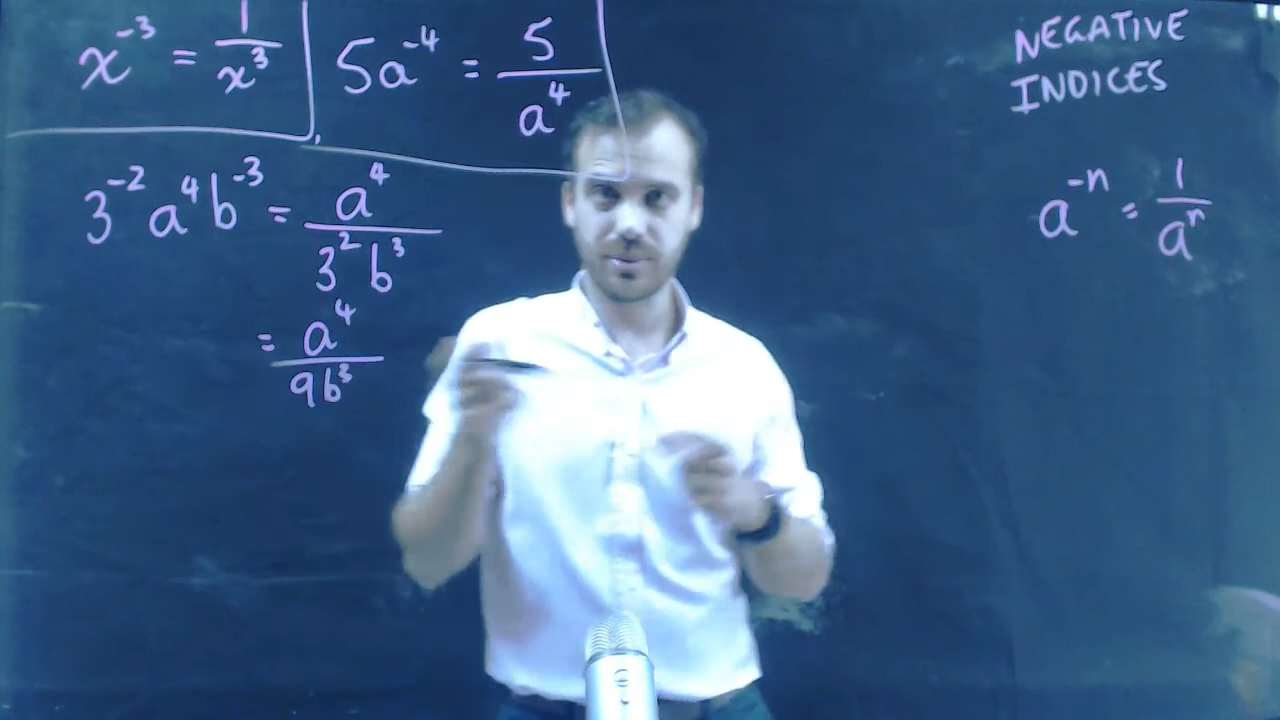 x⁻³ = 1/x³
5a⁻⁴ = 5/a⁴
NEGATIVE
INDICES
3⁻²a⁴b⁻³ = a⁴/3²b³
a⁻ⁿ = 1/aⁿ
= a⁴/9b³